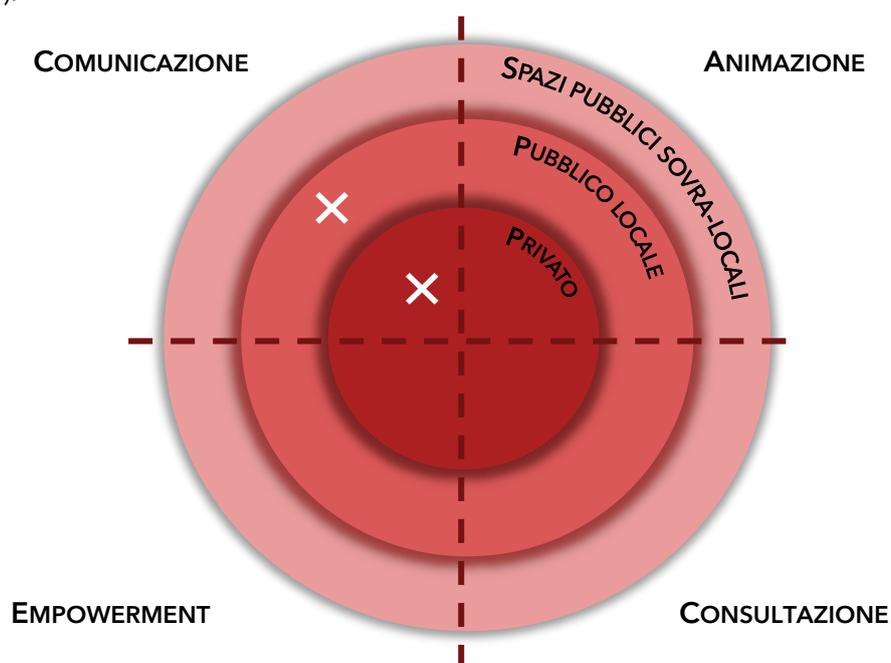 COMUNICAZIONE
ANIMAZIONE
SPAZI PUBBLICI SOVRA-LOCALI
PUBBLICO LOCALE
PRIVATO
EMPOWERMENT
CONSULTAZIONE